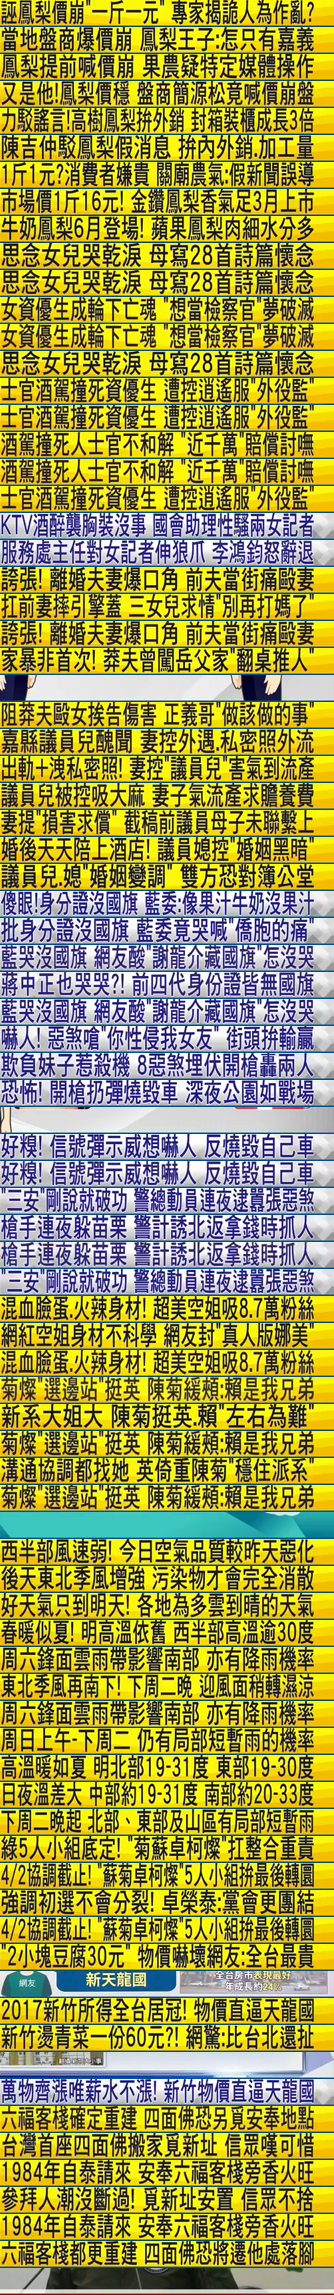 誣鳳梨價崩"一斤一元" 專家揭詭人為作亂?
當地盤商爆價崩 鳳梨王子:怎只有嘉義
鳳梨提前喊價崩 果農疑特定媒體操作
又是他!鳳梨價穩 盤商簡源松竟喊價崩盤
力駁謠言!高樹鳳梨拚外銷 封箱裝櫃成長3倍
陳吉仲駁鳳梨假消息 拚內外銷.加工量
1斤1元?消費者嫌貴 關廟農氣:假新聞誤導
市場價1斤16元! 金鑽鳳梨香氣足3月上市
牛奶鳳梨6月登場! 蘋果鳳梨肉細水分多
思念女兒哭乾淚 母寫28首詩篇懷念
思念女兒哭乾淚 母寫28首詩篇懷念
女資優生成輪下亡魂 "想當檢察官"夢破滅
女資優生成輪下亡魂 "想當檢察官"夢破滅
思念女兒哭乾淚 母寫28首詩篇懷念
士官酒駕撞死資優生 遭控逍遙服"外役監"
士官酒駕撞死資優生 遭控逍遙服"外役監"
酒駕撞死人士官不和解 "近千萬"賠償討嘸
酒駕撞死人士官不和解 "近千萬"賠償討嘸
士官酒駕撞死資優生 遭控逍遙服"外役監"
KTV酒醉襲胸裝沒事 國會助理性騷兩女記者
服務處主任對女記者伸狼爪 李鴻鈞怒辭退
誇張! 離婚夫妻爆口角 前夫當街痛毆妻
扛前妻摔引擎蓋 三女兒求情"別再打媽了"
誇張! 離婚夫妻爆口角 前夫當街痛毆妻
家暴非首次! 莽夫曾闖岳父家"翻桌推人"
阻莽夫毆女挨告傷害 正義哥"做該做的事"
嘉縣議員兒醜聞 妻控外遇.私密照外流
出軌+洩私密照! 妻控"議員兒"害氣到流產
議員兒被控吸大麻 妻子氣流產求贍養費
妻提"損害求償" 截稿前議員母子未聯繫上
婚後天天陪上酒店! 議員媳控"婚姻黑暗"
議員兒.媳"婚姻變調" 雙方恐對簿公堂
傻眼!身分證沒國旗 藍委:像果汁牛奶沒果汁
批身分證沒國旗 藍委竟哭喊"僑胞的痛"
藍哭沒國旗 網友酸"謝龍介藏國旗"怎沒哭
蔣中正也哭哭?! 前四代身份證皆無國旗
藍哭沒國旗 網友酸"謝龍介藏國旗"怎沒哭
嚇人! 惡煞嗆"你性侵我女友" 街頭拚輸贏
欺負妹子惹殺機 8惡煞埋伏開槍轟兩人
恐怖! 開槍扔彈燒毀車 深夜公園如戰場
好糗! 信號彈示威想嚇人 反燒毀自己車
好糗! 信號彈示威想嚇人 反燒毀自己車
"三安"剛說就破功 警總動員連夜逮囂張惡煞
槍手連夜躲苗栗 警計誘北返拿錢時抓人
槍手連夜躲苗栗 警計誘北返拿錢時抓人
"三安"剛說就破功 警總動員連夜逮囂張惡煞
混血臉蛋.火辣身材! 超美空姐吸8.7萬粉絲
網紅空姐身材不科學 網友封"真人版娜美"
混血臉蛋.火辣身材! 超美空姐吸8.7萬粉絲
菊燦"選邊站"挺英 陳菊緩頰:賴是我兄弟
新系大姐大 陳菊挺英.賴"左右為難"
菊燦"選邊站"挺英 陳菊緩頰:賴是我兄弟
溝通協調都找她 英倚重陳菊"穩住派系"
菊燦"選邊站"挺英 陳菊緩頰:賴是我兄弟
西半部風速弱! 今日空氣品質較昨天惡化
後天東北季風增強 污染物才會完全消散
好天氣只到明天! 各地為多雲到晴的天氣
春暖似夏! 明高溫依舊 西半部高溫逾30度
周六鋒面雲雨帶影響南部 亦有降雨機率
東北季風再南下! 下周二晚 迎風面稍轉濕涼
周六鋒面雲雨帶影響南部 亦有降雨機率
周日上午-下周二 仍有局部短暫雨的機率
高溫暖如夏 明北部19-31度 東部19-30度
日夜溫差大 中部約19-31度 南部約20-33度
下周二晚起 北部、東部及山區有局部短暫雨
綠5人小組底定! "菊蘇卓柯燦"扛整合重責
4/2協調截止! "蘇菊卓柯燦"5人小組拚最後轉圜
強調初選不會分裂! 卓榮泰:黨會更團結
4/2協調截止! "蘇菊卓柯燦"5人小組拚最後轉圜
"2小塊豆腐30元" 物價嚇壞網友:全台最貴
網友 新天龍國 全台房市表現最好
年成長約24%
2017新竹所得全台居冠! 物價直逼天龍國
新竹燙青菜一份60元?! 網驚:比台北還扯
萬物齊漲唯薪水不漲! 新竹物價直逼天龍國
六福客棧確定重建 四面佛恐另覓安奉地點
台灣首座四面佛搬家覓新址 信眾嘆可惜
1984年自泰請來 安奉六福客棧旁香火旺
參拜人潮沒斷過! 覓新址安置 信眾不捨
1984年自泰請來 安奉六福客棧旁香火旺
六福客棧都更重建 四面佛恐將遷他處落腳